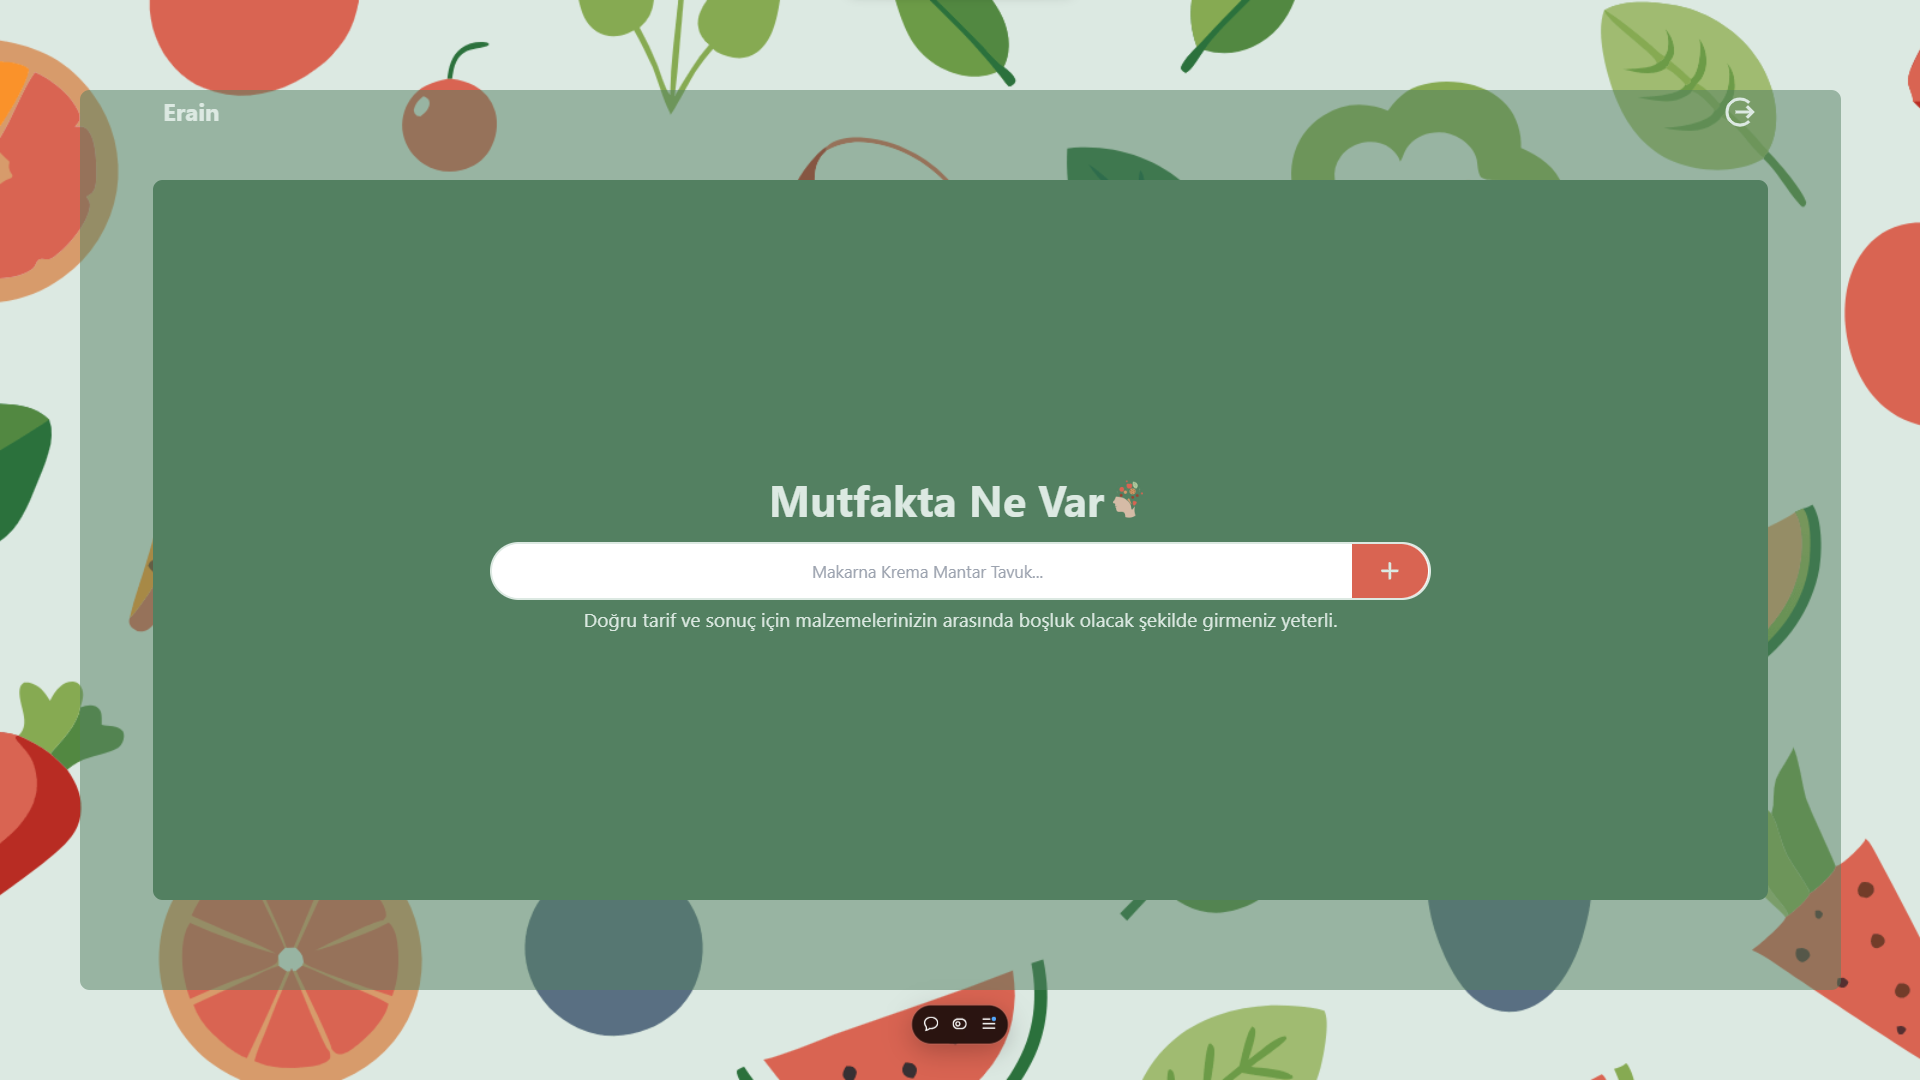 Erain
Mutfakta Ne Var
Makarna Krema Mantar Tavuk...
Doğru tarif ve sonuç için malzemelerinizin arasında boşluk olacak şekilde girmeniz yeterli.